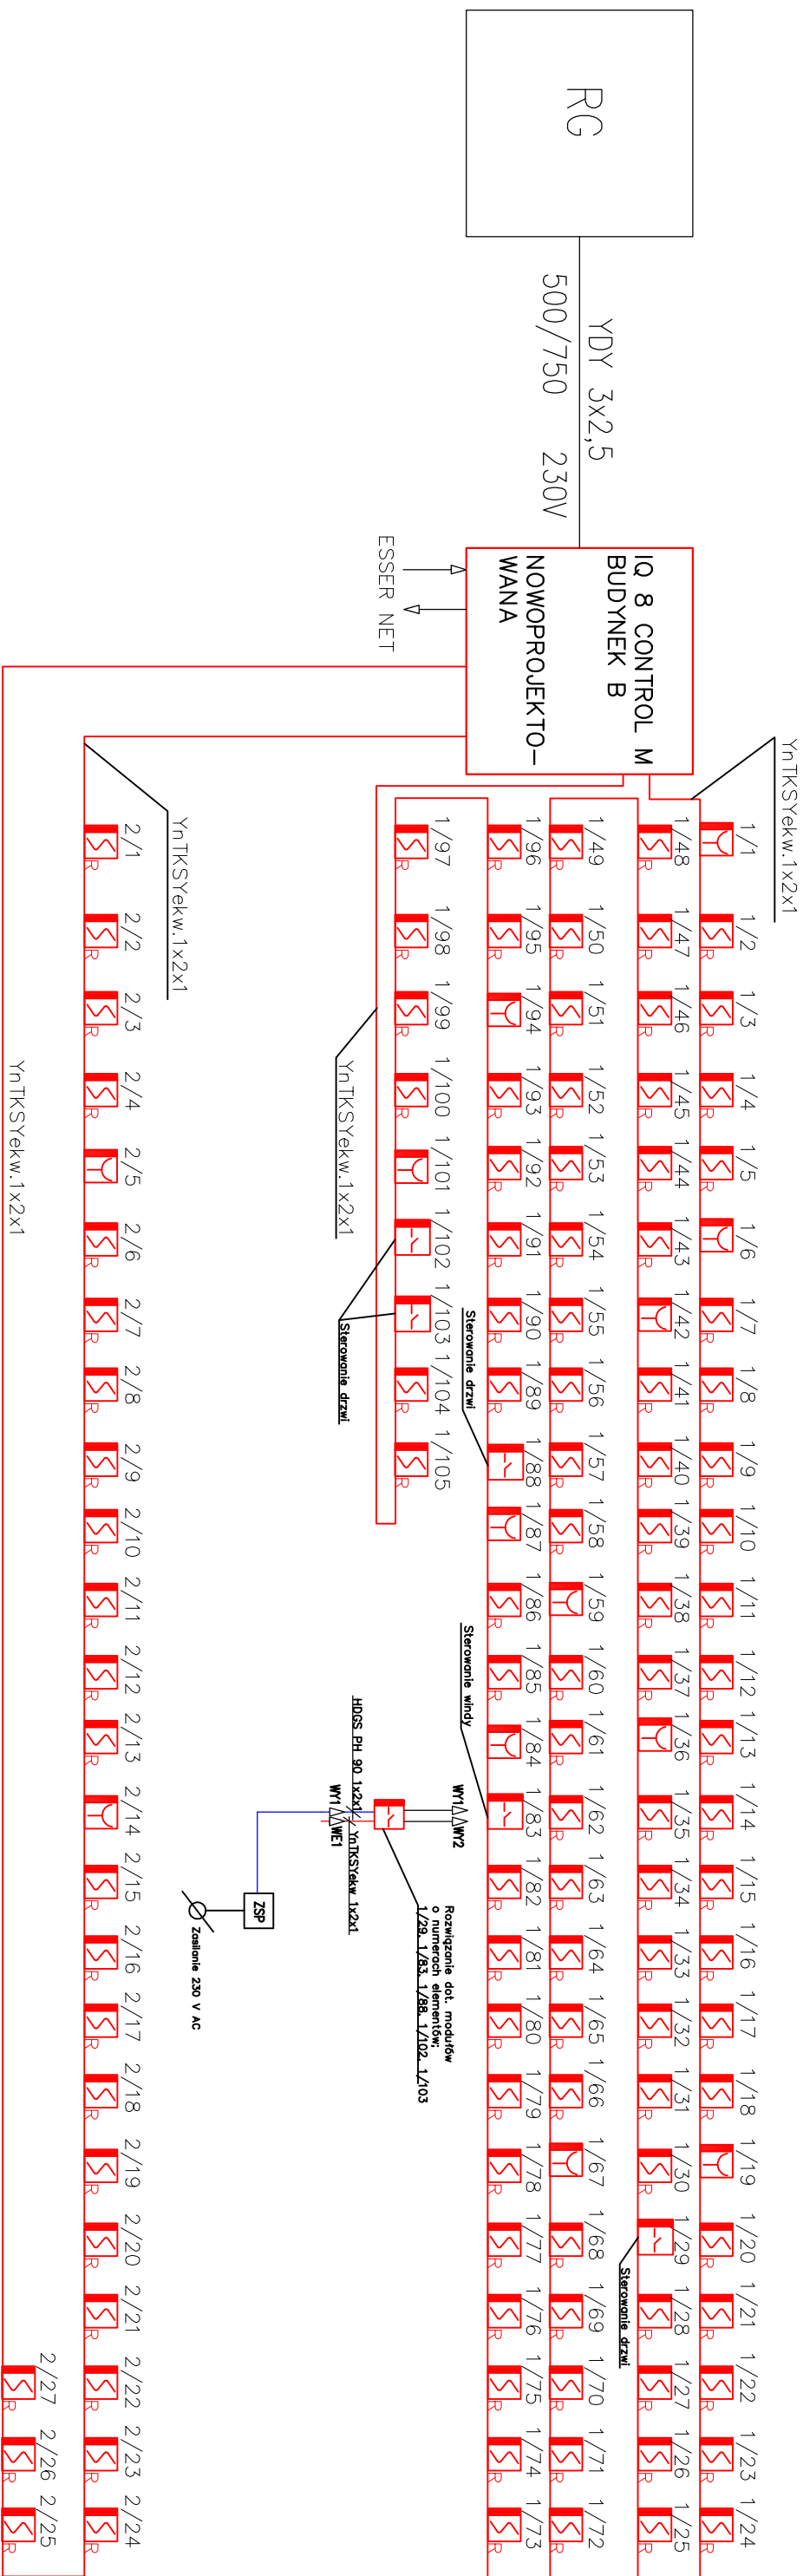 RG
YDY 3x2,5
500/750 230V
IQ 8 CONTROL M
BUDYNEK B
NOWOPROJEKTO-
WANA
ESSER NET
YnTKSYekw.1x2x1
1/1 1/2 1/3 1/4 1/5 1/6 1/7 1/8 1/9 1/10 1/11 1/12 1/13 1/14 1/15 1/16 1/17 1/18 1/19 1/20 1/21 1/22 1/23 1/24
R R R R R R R R R R R R R R R R R R R R R
1/48 1/47 1/46 1/45 1/44 1/43 1/42 1/41 1/40 1/39 1/38 1/37 1/36 1/35 1/34 1/33 1/32 1/31 1/30 1/29 1/28 1/27 1/26 1/25
R R R R R R R R R R R R R R R R R R R R R
Sterowanie drzwi
1/49 1/50 1/51 1/52 1/53 1/54 1/55 1/56 1/57 1/58 1/59 1/60 1/61 1/62 1/63 1/64 1/65 1/66 1/67 1/68 1/69 1/70 1/71 1/72
R R R R R R R R R R R R R R R R R R R R R R
1/96 1/95 1/94 1/93 1/92 1/91 1/90 1/89 1/88 1/87 1/86 1/85 1/84 1/83 1/82 1/81 1/80 1/79 1/78 1/77 1/76 1/75 1/74 1/73
R R R R R R R R R R R R R R R R R R R
Sterowanie drzwi
Sterowanie windy
1/97 1/98 1/99 1/100 1/101 1/102 1/103 1/104 1/105
R R R R R R
YnTKSYekw.1x2x1
Sterowanie drzwi
WY1 WY2
Rozwiązanie dot. modułów
o numerach elementów:
1/29, 1/83, 1/88, 1/102, 1/103
HDGS PH 90 1x2x1
YnTKSYekw 1x2x1
WY1 WE1
ZSP
Zasilanie 230 V AC
YnTKSYekw.1x2x1
2/1 2/2 2/3 2/4 2/5 2/6 2/7 2/8 2/9 2/10 2/11 2/12 2/13 2/14 2/15 2/16 2/17 2/18 2/19 2/20 2/21 2/22 2/23 2/24
R R R R R R R R R R R R R R R R R R R R R R
YnTKSYekw.1x2x1
2/27 2/26 2/25
R R R